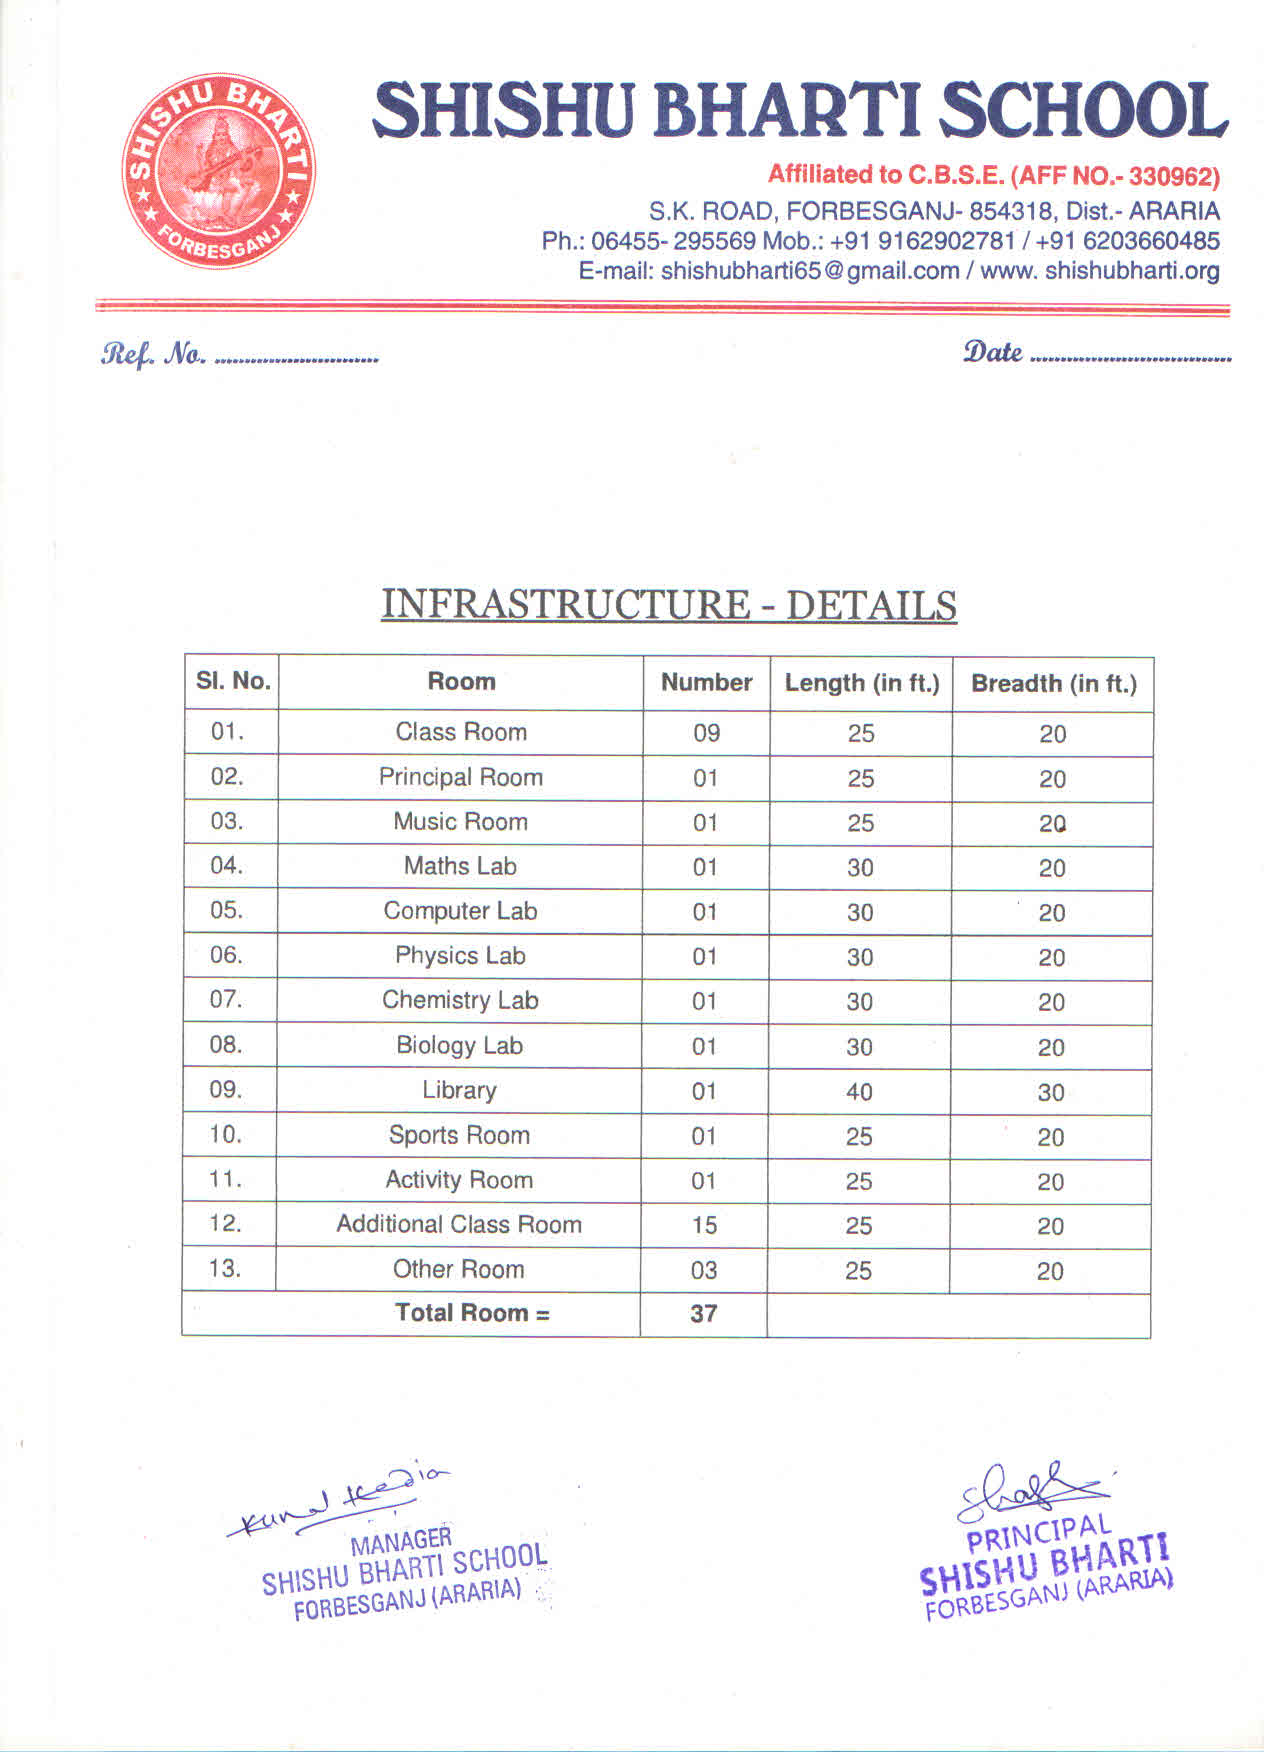 SHISHU BHARTI
FORBESGANJ
SHISHU BHARTI SCHOOL
Affiliated to C.B.S.E. (AFF NO.- 330962)
S.K. ROAD, FORBESGANJ- 854318, Dist.- ARARIA
Ph.: 06455- 295569 Mob.: +91 9162902781 / +91 6203660485
E-mail: shishubharti65@gmail.com / www. shishubharti.org
Ref. No. ............................ Date ..................................
INFRASTRUCTURE - DETAILS
Sl. No. Room Number Length (in ft.) Breadth (in ft.)
01. Class Room 09 25 20
02. Principal Room 01 25 20
03. Music Room 01 25 20
04. Maths Lab 01 30 20
05. Computer Lab 01 30 20
06. Physics Lab 01 30 20
07. Chemistry Lab 01 30 20
08. Biology Lab 01 30 20
09. Library 01 40 30
10. Sports Room 01 25 20
11. Activity Room 01 25 20
12. Additional Class Room 15 25 20
13. Other Room 03 25 20
Total Room = 37
Kunal Kedia
MANAGER
SHISHU BHARTI SCHOOL
FORBESGANJ (ARARIA)
PRINCIPAL
SHISHU BHARTI
FORBESGANJ (ARARIA)